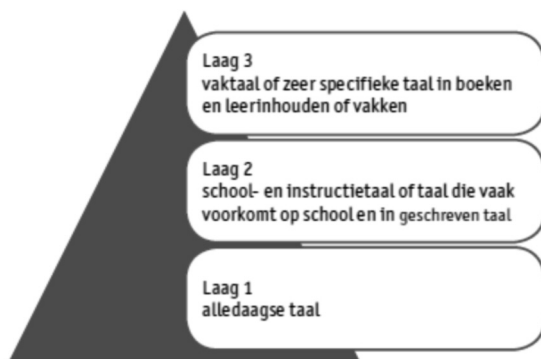 Laag 3
vaktaal of zeer specifieke taal in boeken
en leerinhouden of vakken
Laag 2
school- en instructietaal of taal die vaak
voorkomt op school en in geschreven taal
Laag 1
alledaagse taal